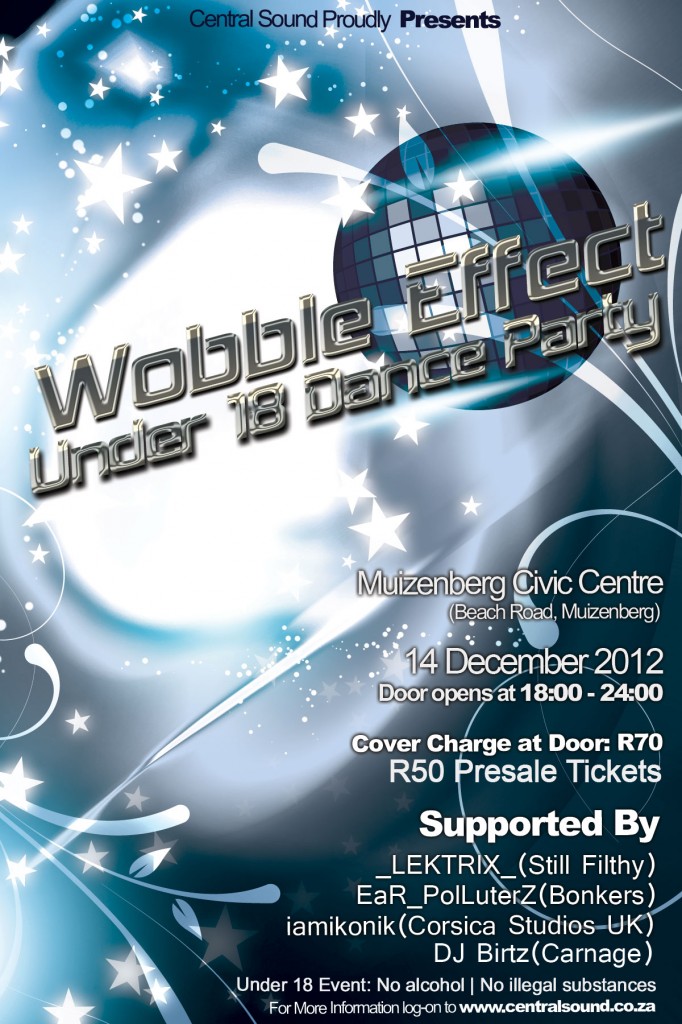 Central Sound Proudly Presents
Wobble Effect
Under 18 Dance Party
Muizenberg Civic Centre
(Beach Road, Muizenberg)
14 December 2012
Door opens at 18:00 - 24:00
Cover Charge at Door: R70
R50 Presale Tickets
Supported By
_LEKTRIX_(Still Filthy)
EaR_PolLuterZ(Bonkers)
iamikonik(Corsica Studios UK)
DJ Birtz(Carnage)
Under 18 Event: No alcohol | No illegal substances
For More Information log-on to www.centralsound.co.za